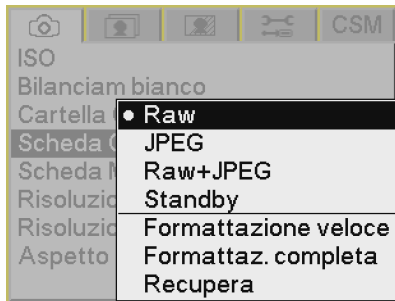 CSM
ISO
Bilanciam bianco
Cartella
Raw
Scheda
JPEG
Scheda
Raw+JPEG
Risoluzio
Standby
Risoluzio
Formattazione veloce
Aspetto
Formattaz. completa
Recupera